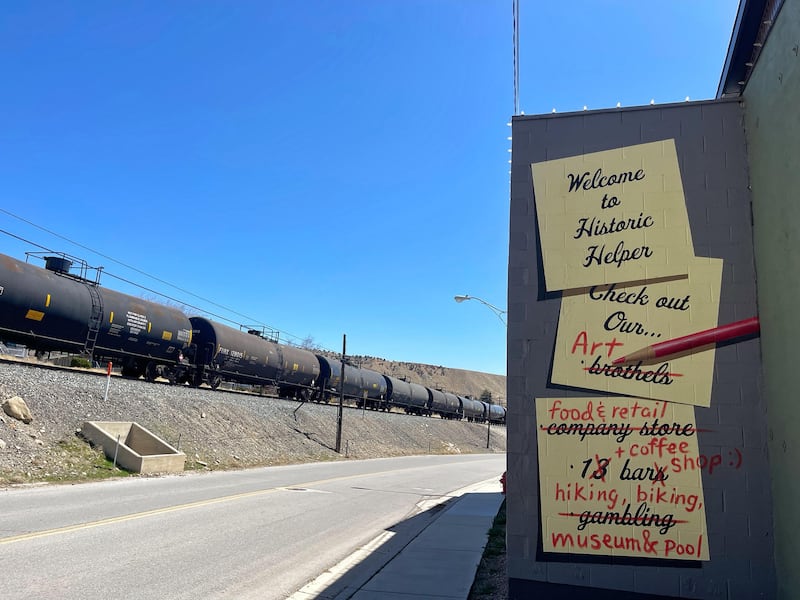 Welcome
to
Historic
Helper
Check out
Our...
Art
brothels
food & retail
company store
+ coffee
13 bars shop :)
hiking, biking,
gambling
museum & pool